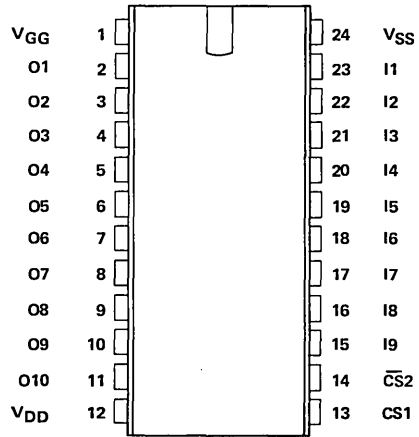 VGG 1 24 VSS
O1 2 23 I1
O2 3 22 I2
O3 4 21 I3
O4 5 20 I4
O5 6 19 I5
O6 7 18 I6
O7 8 17 I7
O8 9 16 I8
O9 10 15 I9
O10 11 14 C̅S̅2
VDD 12 13 CS1